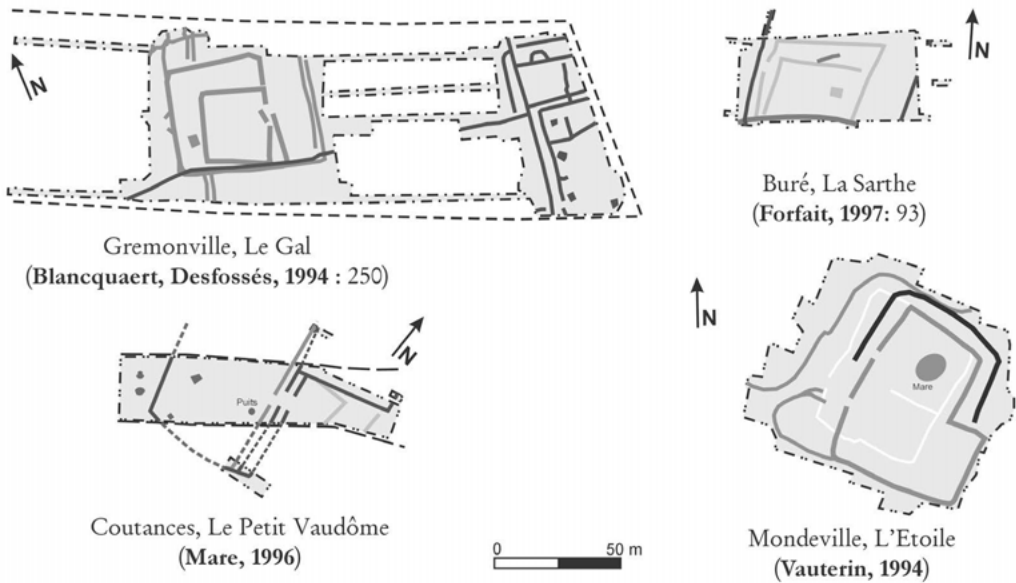 N
Gremonville, Le Gal
(Blancquaert, Desfossés, 1994 : 250)
N
Buré, La Sarthe
(Forfait, 1997: 93)
N
Puits
Coutances, Le Petit Vaudôme
(Mare, 1996)
0 50 m
N
Mare
Mondeville, L'Etoile
(Vauterin, 1994)